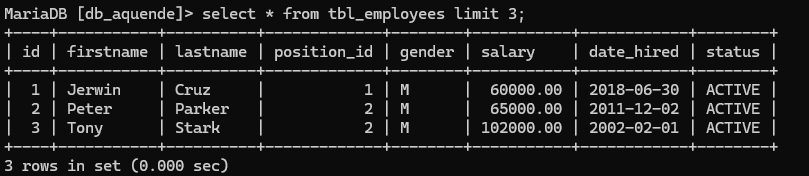 MariaDB [db_aquende]> select * from tbl_employees limit 3;
+----+-----------+----------+-------------+--------+-----------+------------+--------+
| id | firstname | lastname | position_id | gender | salary    | date_hired | status |
+----+-----------+----------+-------------+--------+-----------+------------+--------+
|  1 | Jerwin    | Cruz     |           1 | M      |  60000.00 | 2018-06-30 | ACTIVE |
|  2 | Peter     | Parker   |           2 | M      |  65000.00 | 2011-12-02 | ACTIVE |
|  3 | Tony      | Stark    |           2 | M      | 102000.00 | 2002-02-01 | ACTIVE |
+----+-----------+----------+-------------+--------+-----------+------------+--------+
3 rows in set (0.000 sec)